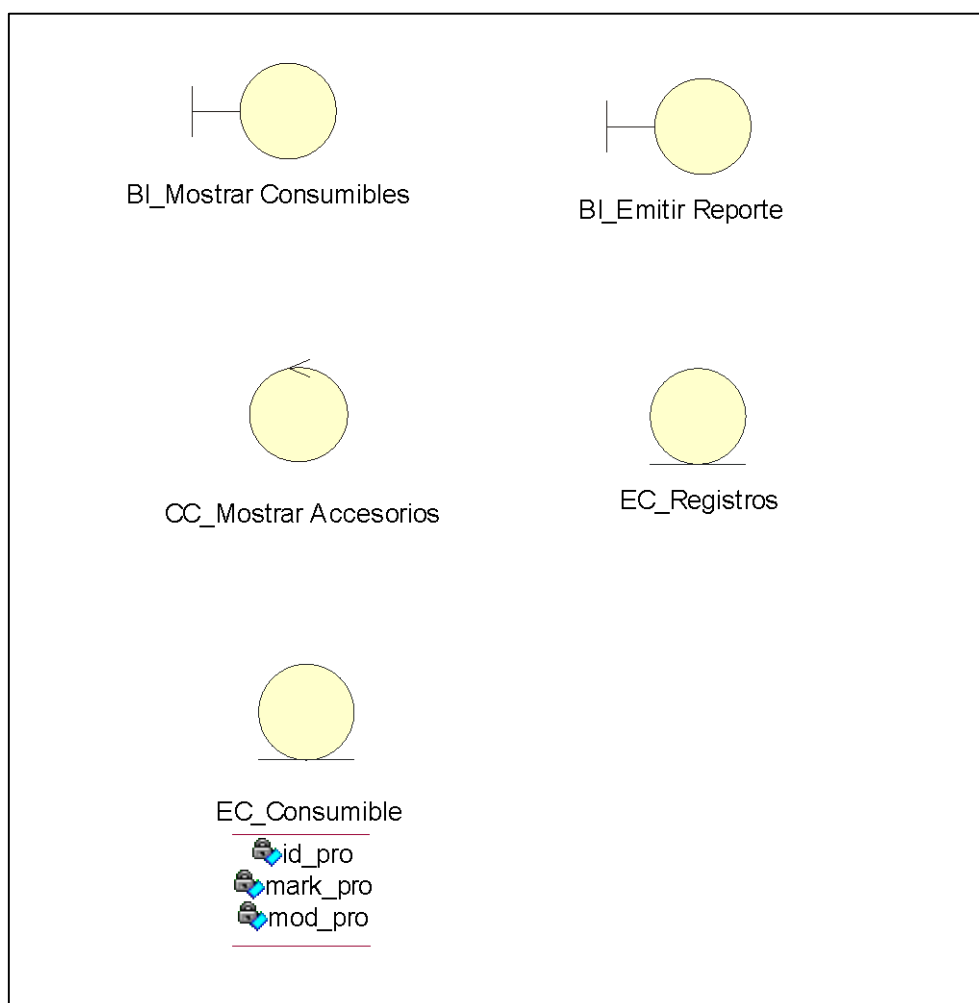 BI_Mostrar Consumibles
BI_Emitir Reporte
CC_Mostrar Accesorios
EC_Registros
EC_Consumible
id_pro
mark_pro
mod_pro